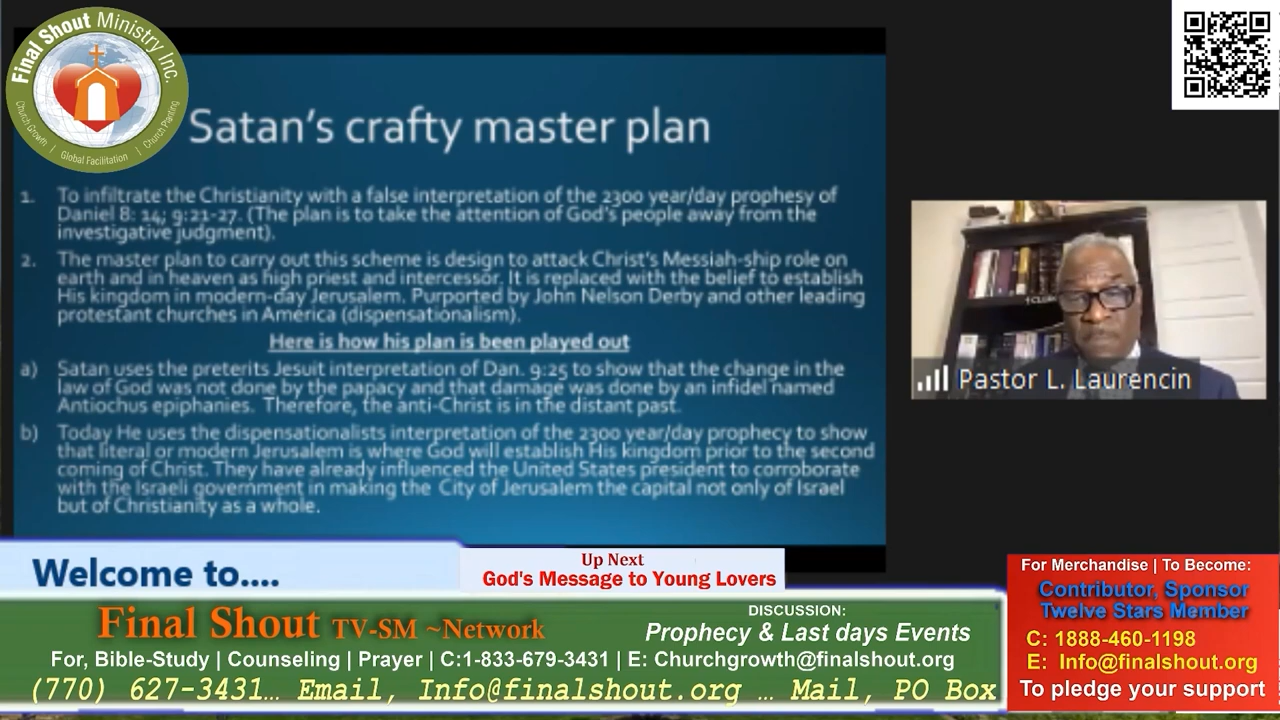 Final Shout Ministry Inc.
Church Growth | Global Facilitation | Church Planting
Satan's crafty master plan
1. To infiltrate the Christianity with a false interpretation of the 2300 year/day prophesy of
Daniel 8: 14; 9:21-27. (The plan is to take the attention of God's people away from the
investigative judgment).
2. The master plan to carry out this scheme is design to attack Christ's Messiah-ship role on
earth and in heaven as high priest and intercessor. It is replaced with the belief to establish
His kingdom in modern-day Jerusalem. Purported by John Nelson Derby and other leading
protestant churches in America (dispensationalism).
Here is how his plan is been played out
a) Satan uses the preterits Jesuit interpretation of Dan. 9:25 to show that the change in the
law of God was not done by the papacy and that damage was done by an infidel named
Antiochus epiphanies. Therefore, the anti-Christ is in the distant past.
b) Today He uses the dispensationalists interpretation of the 2300 year/day prophecy to show
that literal or modern Jerusalem is where God will establish His kingdom prior to the second
coming of Christ. They have already influenced the United States president to corroborate
with the Israeli government in making the City of Jerusalem the capital not only of Israel
but of Christianity as a whole.
Pastor L. Laurencin
Welcome to....
Up Next
God's Message to Young Lovers
Final Shout TV-SM ~Network
DISCUSSION:
Prophecy & Last days Events
For, Bible-Study | Counseling | Prayer | C:1-833-679-3431 | E: Churchgrowth@finalshout.org
(770) 627-3431… Email, Info@finalshout.org … Mail, PO Box
For Merchandise | To Become:
Contributor, Sponsor
Twelve Stars Member
C: 1888-460-1198
E: Info@finalshout.org
To pledge your support